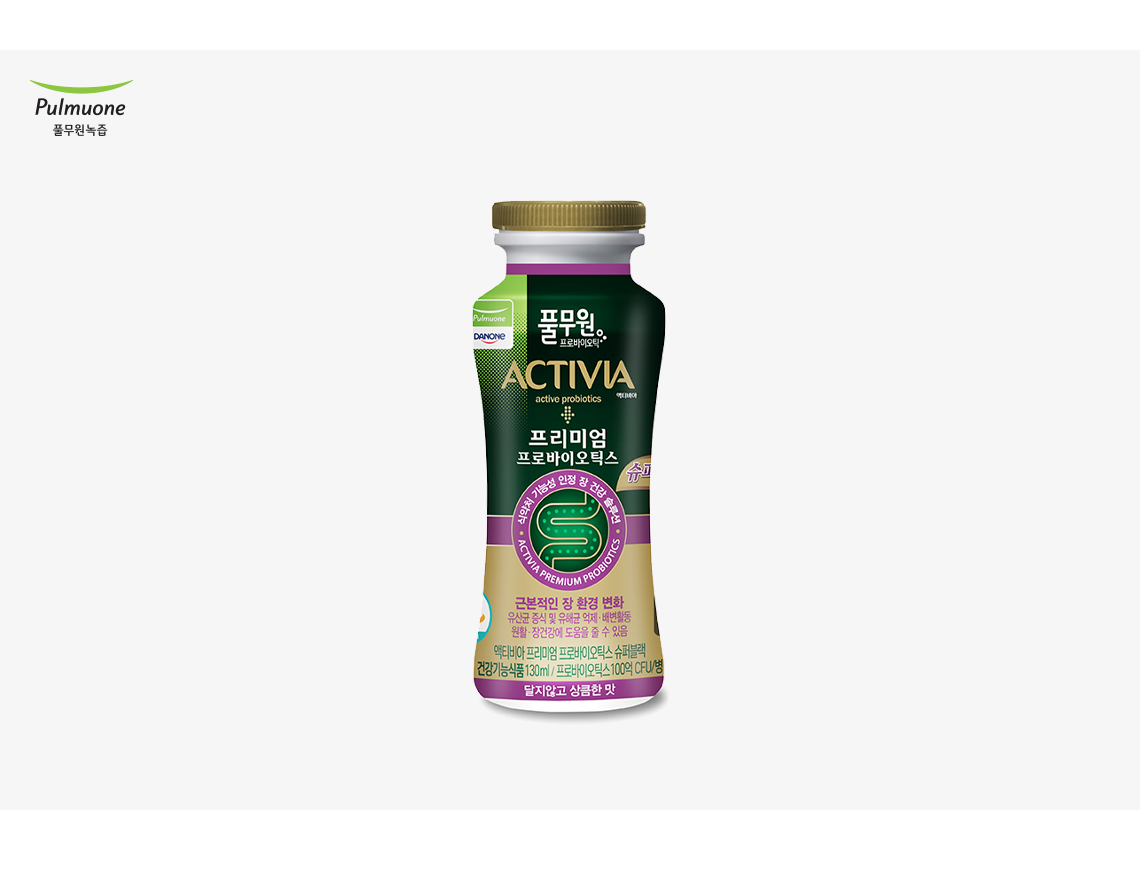 Pulmuone
풀무원녹즙
Pulmuone
DANONE
풀무원
프로바이오틱
ACTIVIA
active probiotics
액티비아
프리미엄
프로바이오틱스
슈퍼
식약처 기능성 인정 장 건강 솔루션
ACTIVIA PREMIUM PROBIOTICS
근본적인 장 환경 변화
유산균 증식 및 유해균 억제·배변활동
원활·장건강에 도움을 줄 수 있음
액티비아 프리미엄 프로바이오틱스 슈퍼블랙
건강기능식품 130ml / 프로바이오틱스100억 CFU/병
달지않고 상큼한 맛